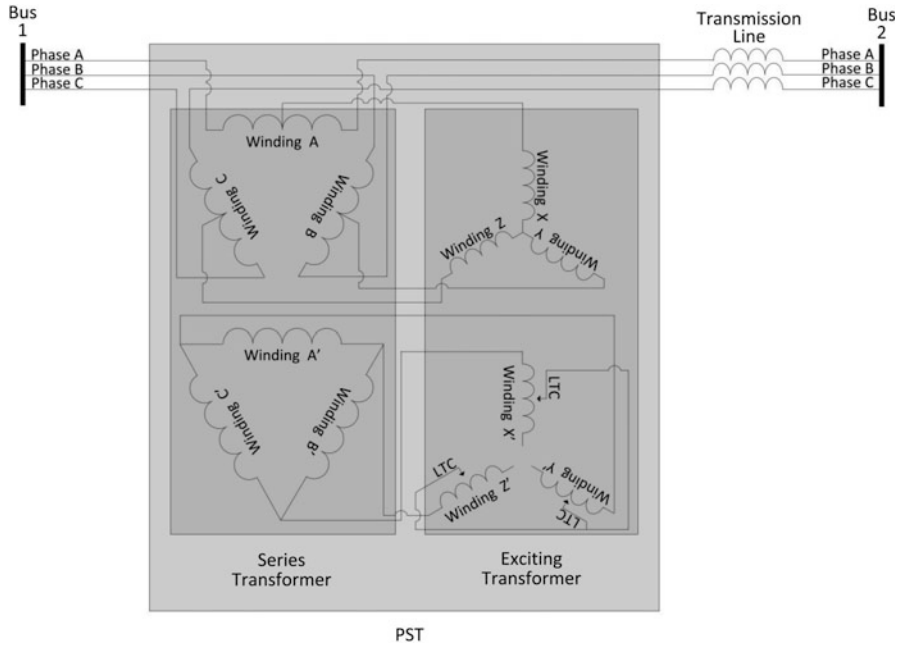 Bus
1
Transmission
Line
Bus
2
Phase A
Phase B
Phase C
Phase A
Phase B
Phase C
Winding A
Winding C
Winding B
Winding X
Winding Z
Winding Y
Winding A'
Winding C'
Winding B'
Winding X'
LTC
LTC
Winding Z'
Winding Y'
LTC
Series
Transformer
Exciting
Transformer
PST